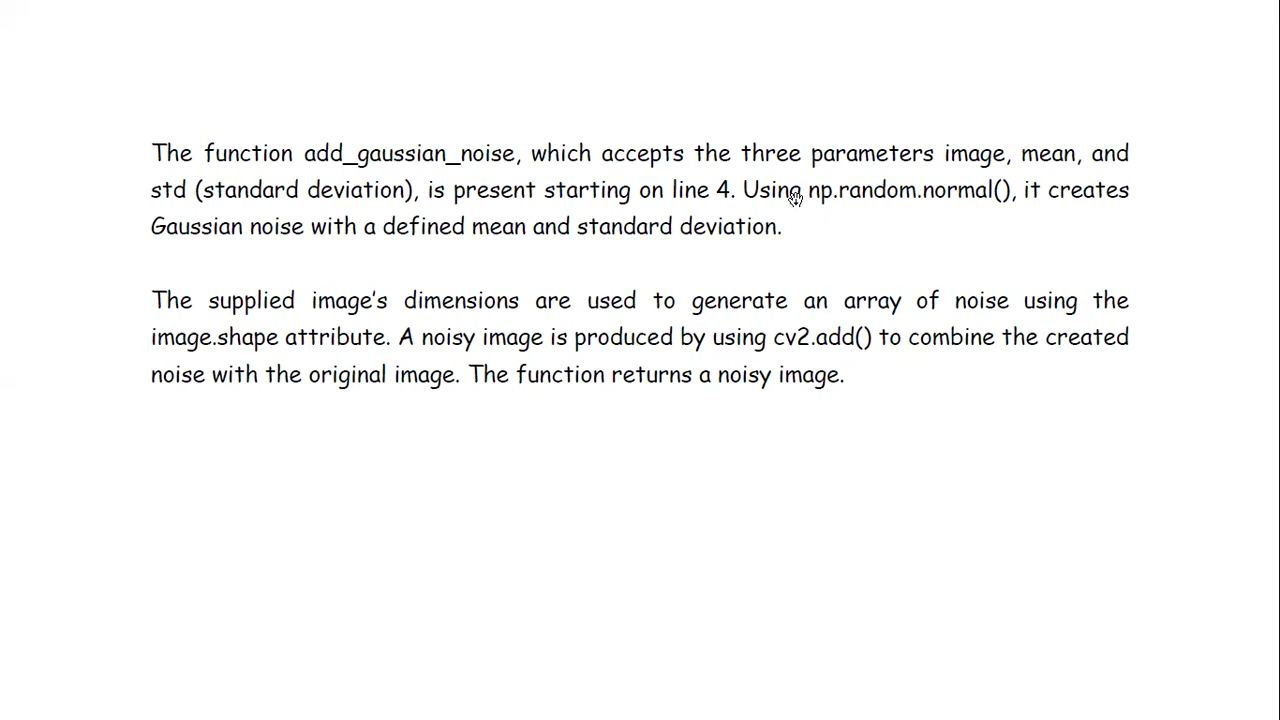 The function add_gaussian_noise, which accepts the three parameters image, mean, and
std (standard deviation), is present starting on line 4. Using np.random.normal(), it creates
Gaussian noise with a defined mean and standard deviation.
The supplied image's dimensions are used to generate an array of noise using the
image.shape attribute. A noisy image is produced by using cv2.add() to combine the created
noise with the original image. The function returns a noisy image.